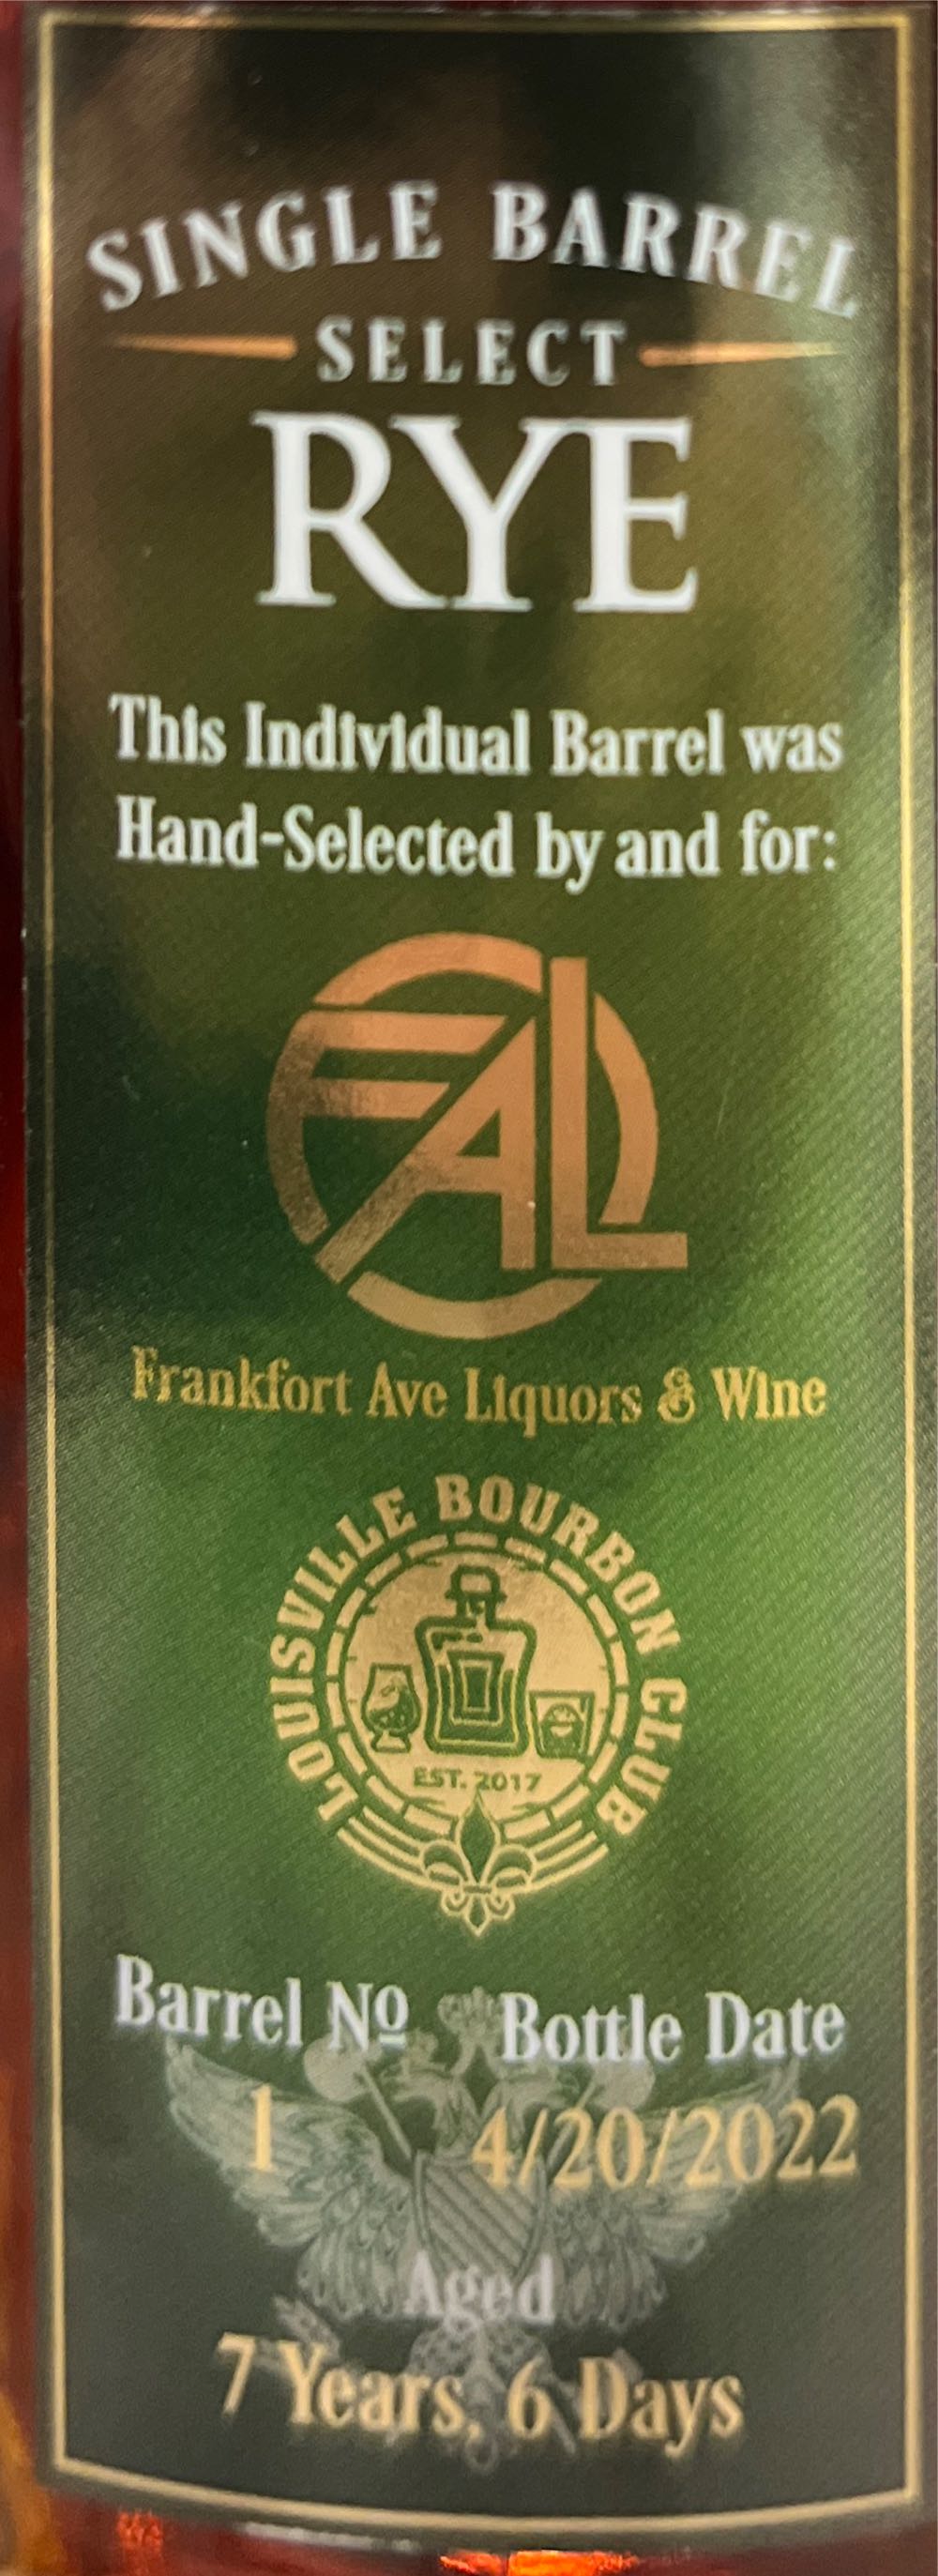 SINGLE BARREL
SELECT
RYE
This Individual Barrel was
Hand-Selected by and for:
FAL
Frankfort Ave Liquors & Wine
LOUISVILLE BOURBON CLUB
EST. 2017
Barrel Nº Bottle Date
1 4/20/2022
Aged
7 Years, 6 Days